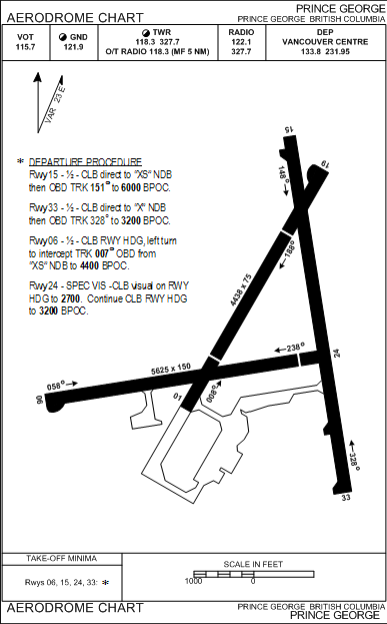 PRINCE GEORGE
AERODROME CHART
PRINCE GEORGE BRITISH COLUMBIA
VOT
115.7
GND
121.9
TWR
118.3 327.7
O/T RADIO 118.3 (MF 5 NM)
RADIO
122.1
327.7
DEP
VANCOUVER CENTRE
133.8 231.95
VAR 23 E
* DEPARTURE PROCEDURE
Rwy15 - ½ - CLB direct to "XS" NDB
then OBD TRK 151° to 6000 BPOC.
Rwy33 - ½ - CLB direct to "X" NDB
then OBD TRK 328° to 3200 BPOC.
Rwy06 - ½ - CLB RWY HDG, left turn
to intercept TRK 007° OBD from
"XS" NDB to 4400 BPOC.
Rwy24 - SPEC VIS -CLB visual on RWY
HDG to 2700. Continue CLB RWY HDG
to 3200 BPOC.
15
148°
19
188°
4438 x 75
238°
24
5625 x 150
058°
06
01
008°
328°
33
TAKE-OFF MINIMA
Rwys 06, 15, 24, 33: *
SCALE IN FEET
1000
0
AERODROME CHART
PRINCE GEORGE BRITISH COLUMBIA
PRINCE GEORGE